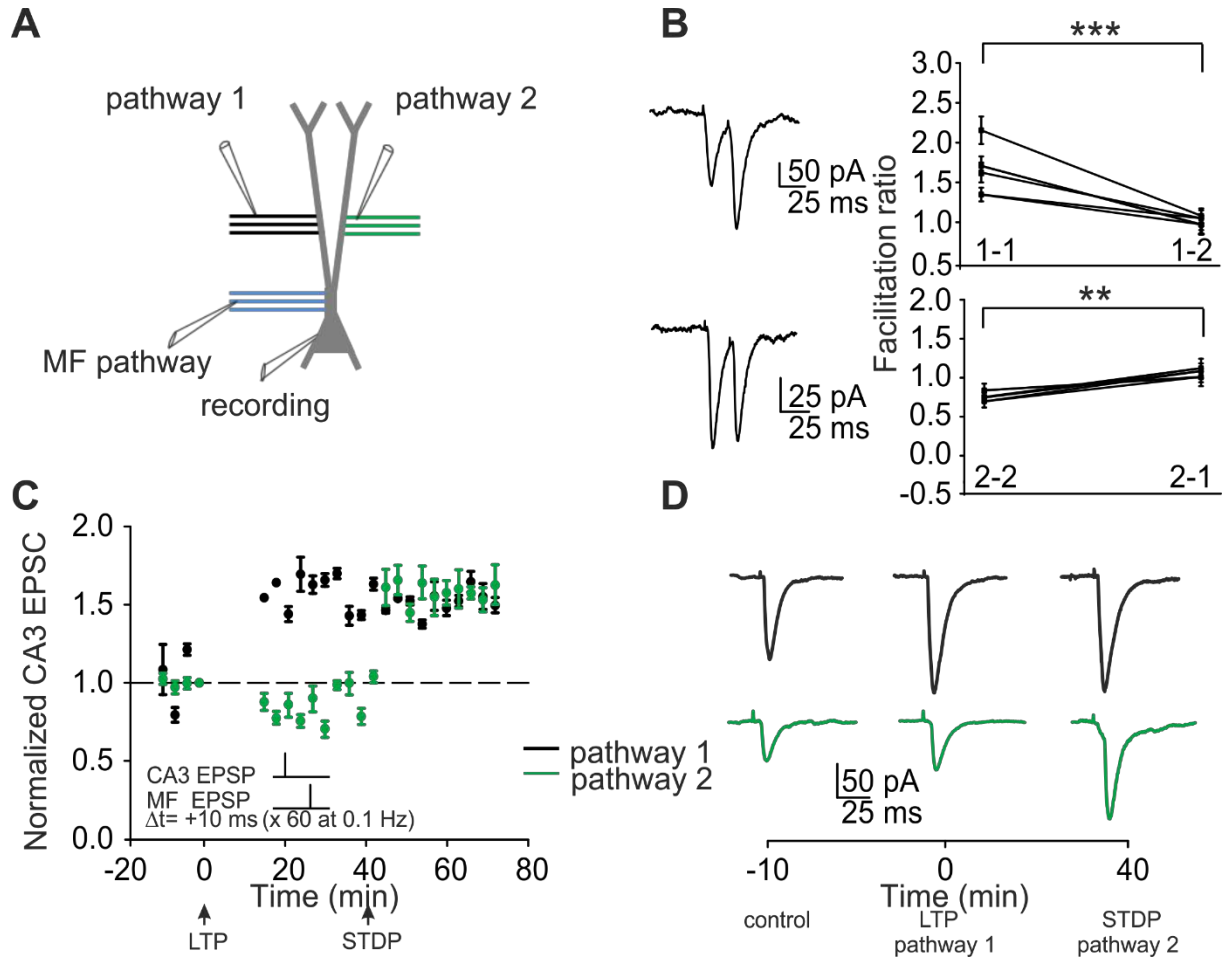 A
pathway 1
pathway 2
MF pathway
recording
B
50 pA
25 ms
25 pA
25 ms
Facilitation ratio
***
3.0
2.5
2.0
1.5
1.0
0.5
1-1
1-2
**
2.0
1.5
1.0
0.5
0.0
-0.5
2-2
2-1
C
Normalized CA3 EPSC
2.0
1.5
1.0
0.5
0.0
CA3 EPSP
MF EPSP
Δt= +10 ms (x 60 at 0.1 Hz)
-20
0
20
40
60
80
Time (min)
LTP
STDP
pathway 1
pathway 2
D
50 pA
25 ms
-10
0
40
Time (min)
control
LTP
pathway 1
STDP
pathway 2